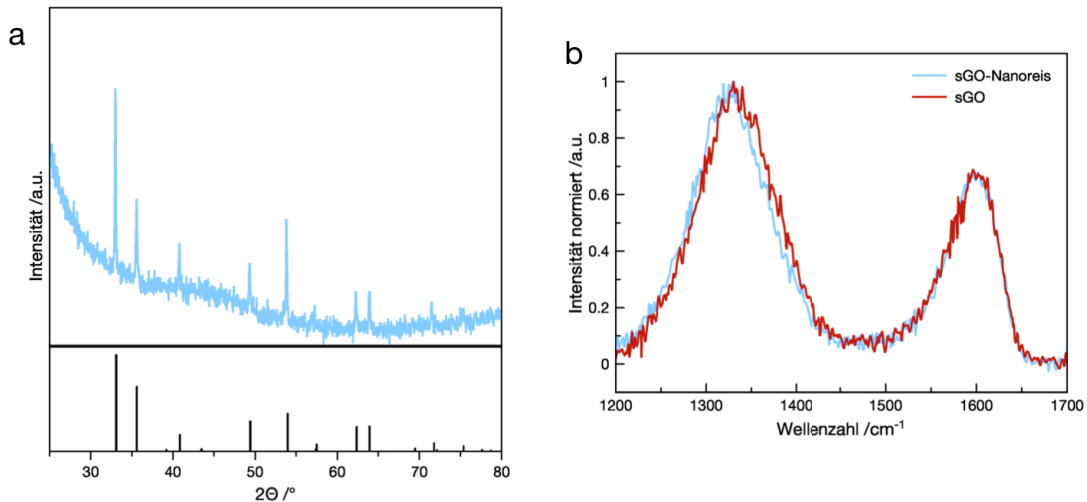 a
Intensität /a.u.
30 40 50 60 70 80
2Θ /°
b
sGO-Nanoreis
sGO
Intensität normiert /a.u.
1
0.8
0.6
0.4
0.2
0
1200 1300 1400 1500 1600 1700
Wellenzahl /cm⁻¹